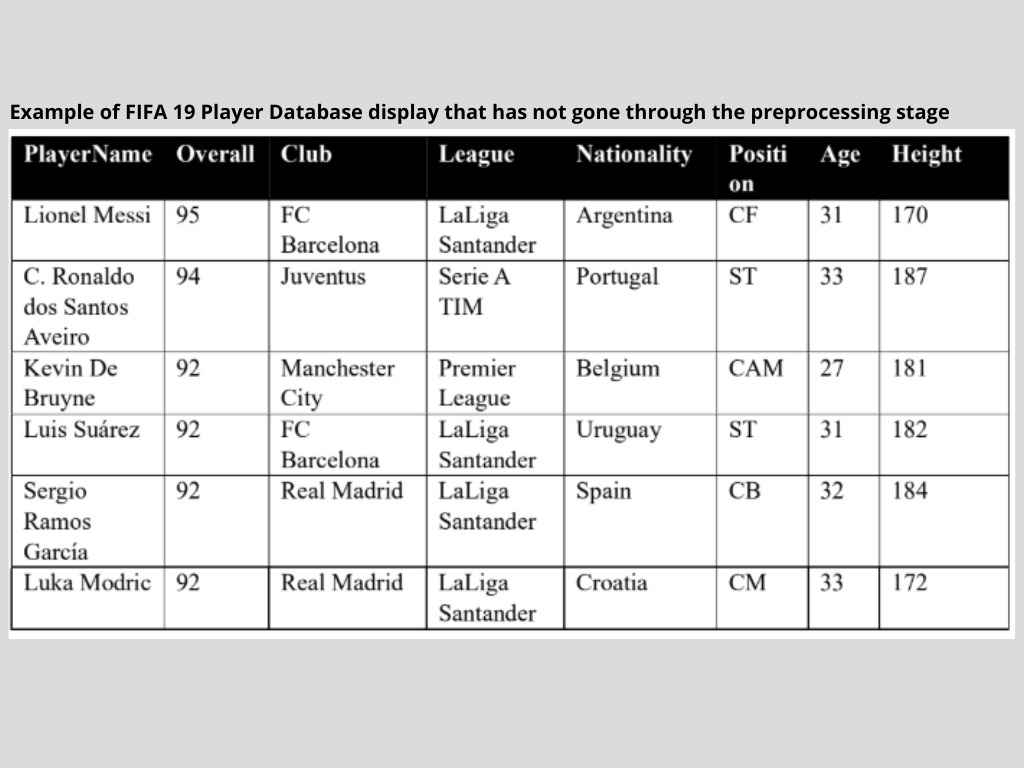 Example of FIFA 19 Player Database display that has not gone through the preprocessing stage
PlayerName Overall Club League Nationality Positi Age Height
on
Lionel Messi 95 FC LaLiga Argentina CF 31 170
Barcelona Santander
C. Ronaldo 94 Juventus Serie A Portugal ST 33 187
dos Santos TIM
Aveiro
Kevin De 92 Manchester Premier Belgium CAM 27 181
Bruyne City League
Luis Suárez 92 FC LaLiga Uruguay ST 31 182
Barcelona Santander
Sergio 92 Real Madrid LaLiga Spain CB 32 184
Ramos Santander
García
Luka Modric 92 Real Madrid LaLiga Croatia CM 33 172
Santander